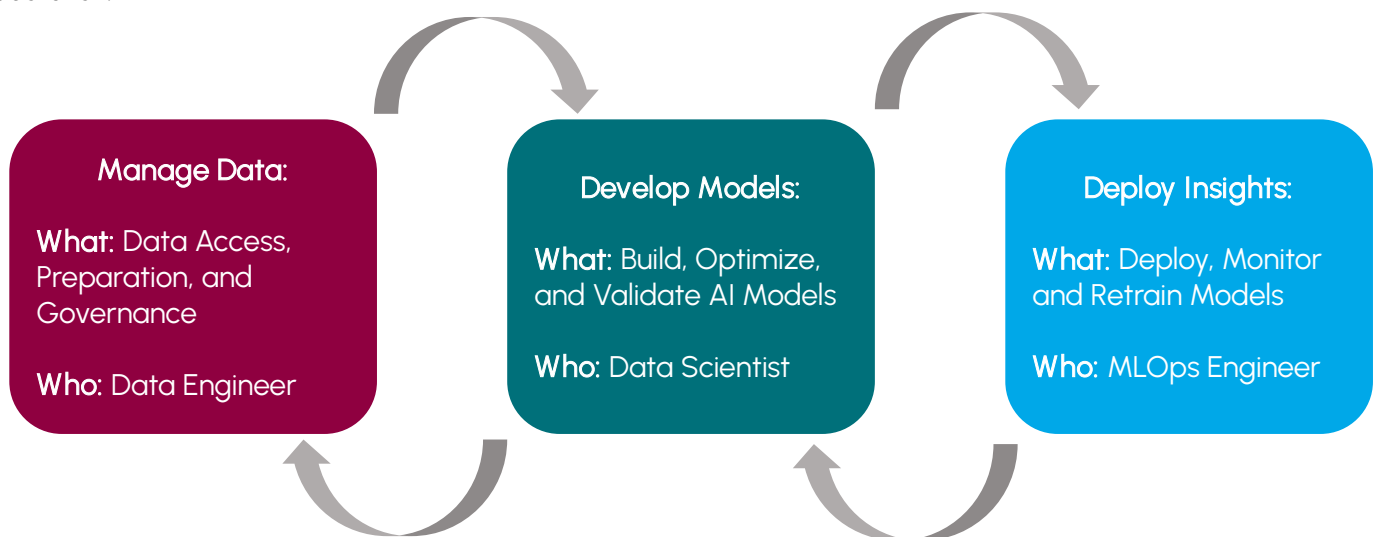 Manage Data:
What: Data Access,
Preparation, and
Governance
Who: Data Engineer
Develop Models:
What: Build, Optimize,
and Validate AI Models
Who: Data Scientist
Deploy Insights:
What: Deploy, Monitor
and Retrain Models
Who: MLOps Engineer